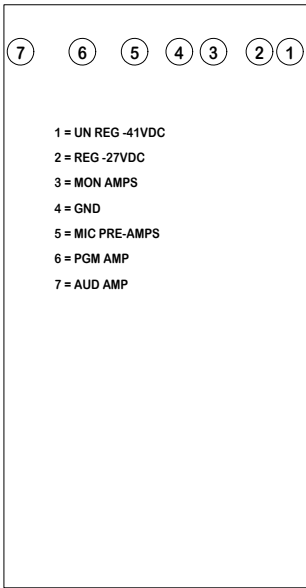 7 6 5 4 3 2 1
1 = UN REG -41VDC
2 = REG -27VDC
3 = MON AMPS
4 = GND
5 = MIC PRE-AMPS
6 = PGM AMP
7 = AUD AMP